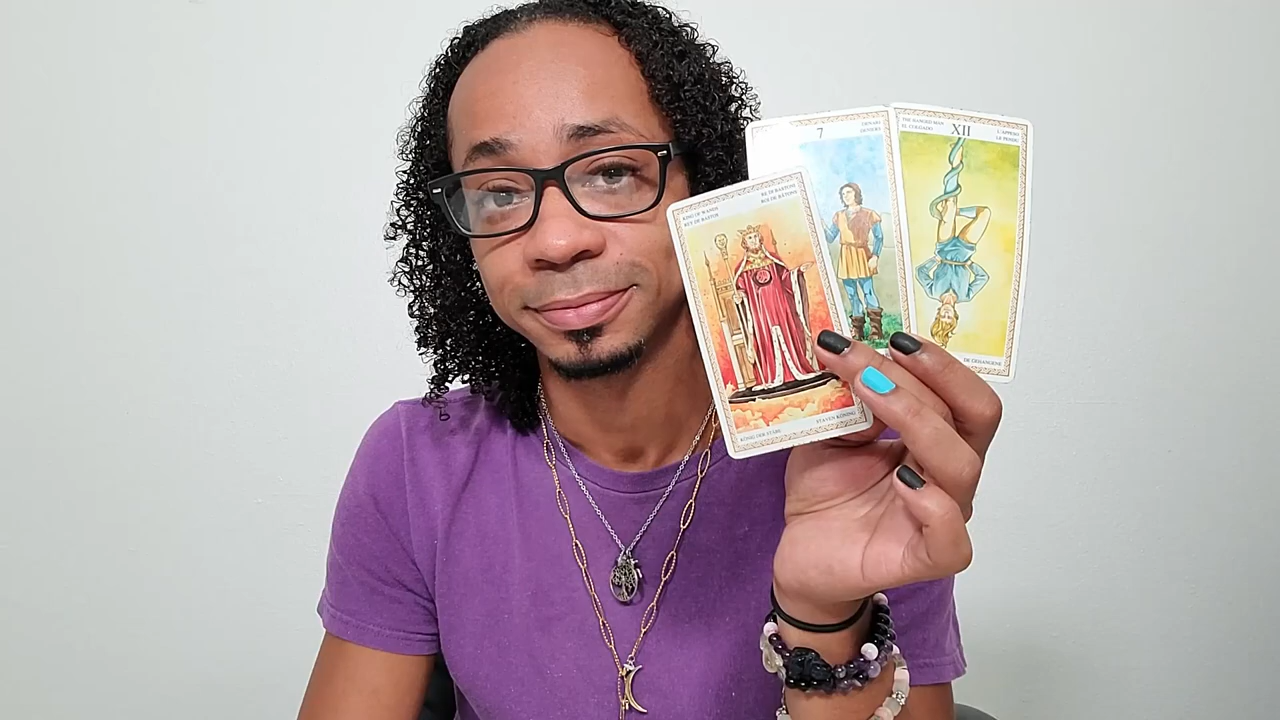 KING OF WANDS
REY DE BASTOS
RE DI BASTONI
ROI DE BÂTONS
KÖNIG DER STÄBE
STAVEN KONING
7
DENARI
DENIERS
THE HANGED MAN
EL COLGADO
XII
L'APPESO
LE PENDU
DE GEHANGENE